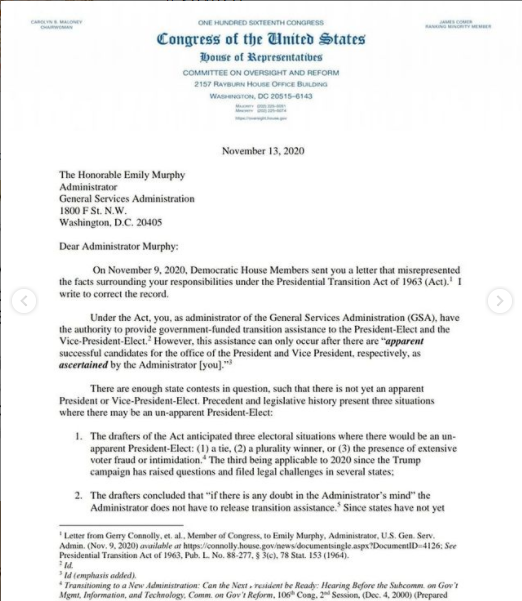 CAROLYN B. MALONEY
CHAIRWOMAN
ONE HUNDRED SIXTEENTH CONGRESS
JAMES COMER
RANKING MINORITY MEMBER
Congress of the United States
House of Representatives
COMMITTEE ON OVERSIGHT AND REFORM
2157 RAYBURN HOUSE OFFICE BUILDING
WASHINGTON, DC 20515–6143
https://oversight.house.gov
November 13, 2020
The Honorable Emily Murphy
Administrator
General Services Administration
1800 F St. N.W.
Washington, D.C. 20405
Dear Administrator Murphy:
On November 9, 2020, Democratic House Members sent you a letter that misrepresented
the facts surrounding your responsibilities under the Presidential Transition Act of 1963 (Act).1 I
write to correct the record.
Under the Act, you, as administrator of the General Services Administration (GSA), have
the authority to provide government-funded transition assistance to the President-Elect and the
Vice-President-Elect.2 However, this assistance can only occur after there are “apparent
successful candidates for the office of the President and Vice President, respectively, as
ascertained by the Administrator [you].”3
There are enough state contests in question, such that there is not yet an apparent
President or Vice-President-Elect. Precedent and legislative history present three situations
where there may be an un-apparent President-Elect:
1. The drafters of the Act anticipated three electoral situations where there would be an un-
apparent President-Elect: (1) a tie, (2) a plurality winner, or (3) the presence of extensive
voter fraud or intimidation.4 The third being applicable to 2020 since the Trump
campaign has raised questions and filed legal challenges in several states;
2. The drafters concluded that “if there is any doubt in the Administrator’s mind” the
Administrator does not have to release transition assistance.5 Since states have not yet
1 Letter from Gerry Connolly, et. al., Member of Congress, to Emily Murphy, Administrator, U.S. Gen. Serv.
Admin. (Nov. 9, 2020) available at https://connolly.house.gov/news/documentsingle.aspx?DocumentID=4126; See
Presidential Transition Act of 1963, Pub. L. No. 88-277, § 3(c), 78 Stat. 153 (1964).
2 Id.
3 Id (emphasis added).
4 Transitioning to a New Administration: Can the Next resident be Ready: Hearing Before the Subcomm. on Gov’t
Mgmt, Information, and Technology, Comm. on Gov’t Reform, 106th Cong, 2nd Session, (Dec. 4, 2000) (Prepared